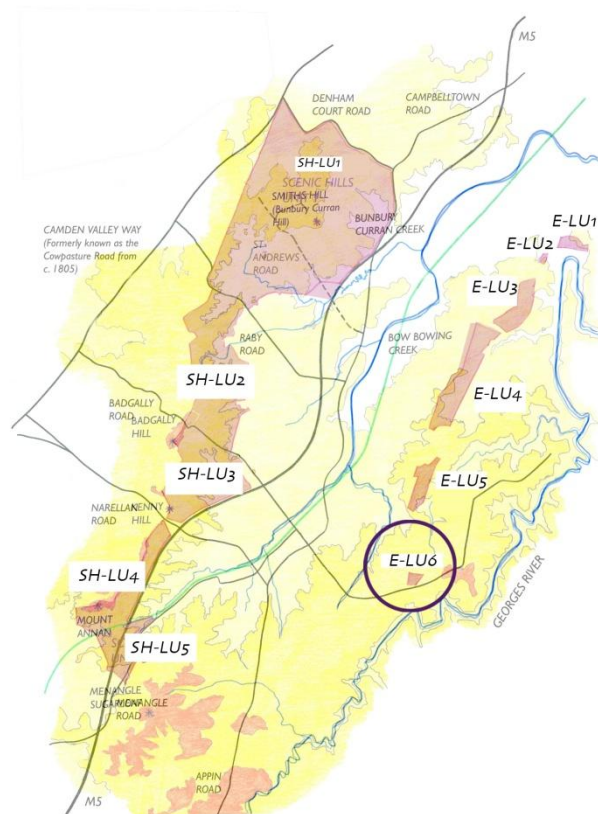 M5
DENHAM
COURT ROAD
CAMPBELLTOWN
ROAD
SH-LU1
SCENIC HILLS
SMITHS HILL
(Bunbury Curran
Hill)
BUNBURY
CURRAN CREEK
CAMDEN VALLEY WAY
(Formerly known as the
Cowpasture Road from
c. 1805)
ST
ANDREWS
ROAD
E-LU1
E-LU2
E-LU3
RABY
ROAD
BOW BOWING
CREEK
SH-LU2
E-LU4
BADGALLY
ROAD
BADGALLY
HILL
SH-LU3
E-LU5
NARELLAN
ROAD
KENNY
HILL
E-LU6
SH-LU4
MOUNT
ANNAN
SH-LU5
GEORGES RIVER
MENANGLE
SUGARLOAF
MENANGLE
ROAD
APPIN
ROAD
M5